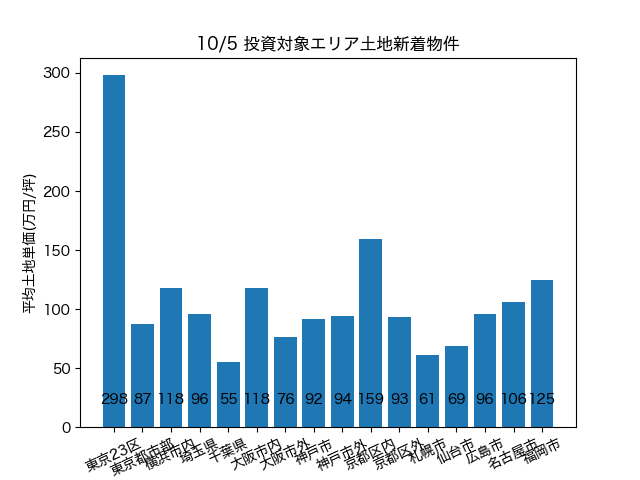 10/5 投資対象エリア土地新着物件
平均土地単価(万円/坪)
300
250
200
150
100
50
0
298 87 118 96 55 118 76 92 94 159 93 61 69 96 106 125
東京23区
東京都市部
横浜市内
埼玉県
千葉県
大阪市内
大阪市外
神戸市
神戸市外
京都区内
京都区外
札幌市
仙台市
広島市
名古屋市
福岡市